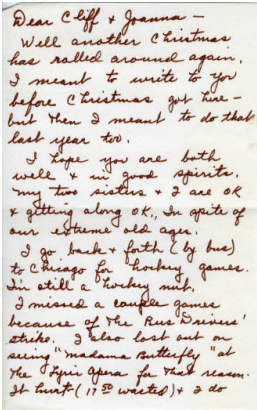 Dear Cliff & Joanna —
Well another Christmas
has rolled around again.
I meant to write to you
before Christmas got here —
but then I meant to do that
last year too.
I hope you are both
well & in good spirits.
My two sisters & I are OK
& getting along OK., In spite of
our extreme old ages.
I go back & forth (by bus)
to Chicago for hockey games.
I'm still a hockey nut.
I missed a couple games
because of the Bus Drivers'
strike. I also lost out on
seeing "Madama Butterfly" at
the Lyric Opera for that reason.
It hurt (17 50 wasted) & I do